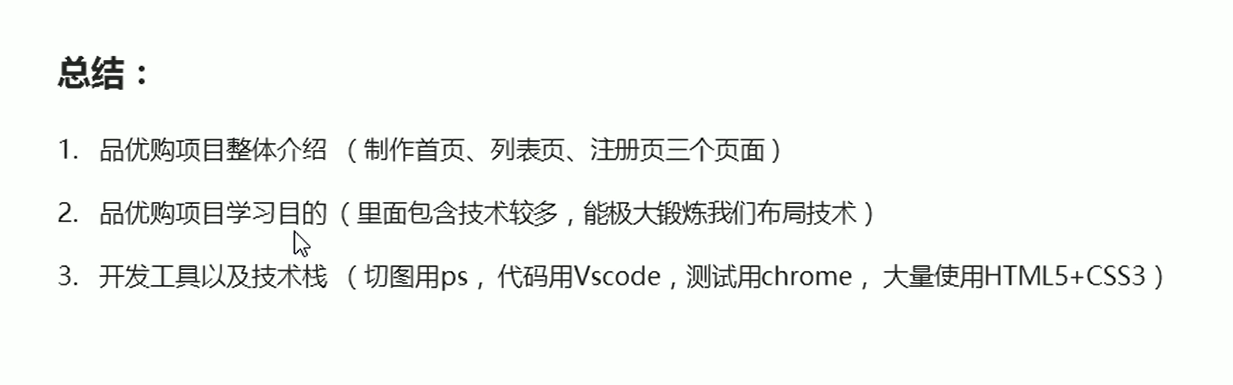 总结：
1. 品优购项目整体介绍 （制作首页、列表页、注册页三个页面）
2. 品优购项目学习目的（里面包含技术较多，能极大锻炼我们布局技术）
3. 开发工具以及技术栈 （切图用ps， 代码用Vscode，测试用chrome， 大量使用HTML5+CSS3）